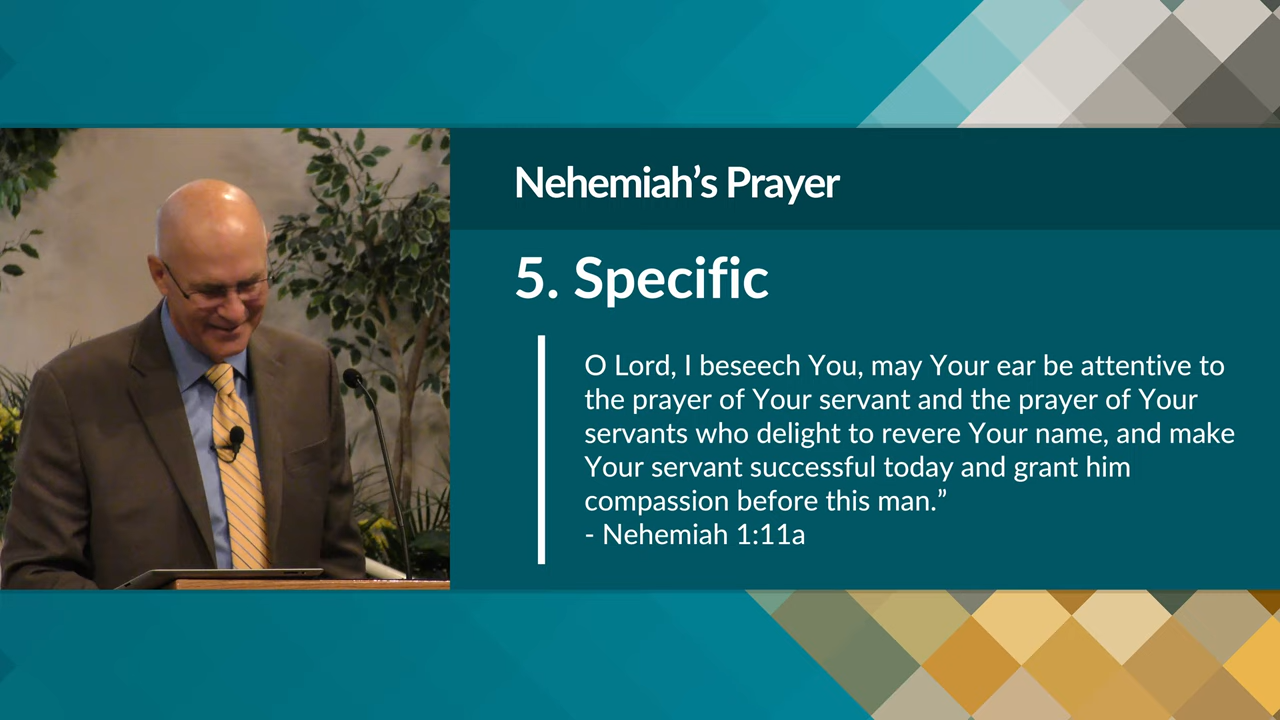 Nehemiah’s Prayer
5. Specific
O Lord, I beseech You, may Your ear be attentive to
the prayer of Your servant and the prayer of Your
servants who delight to revere Your name, and make
Your servant successful today and grant him
compassion before this man.”
- Nehemiah 1:11a